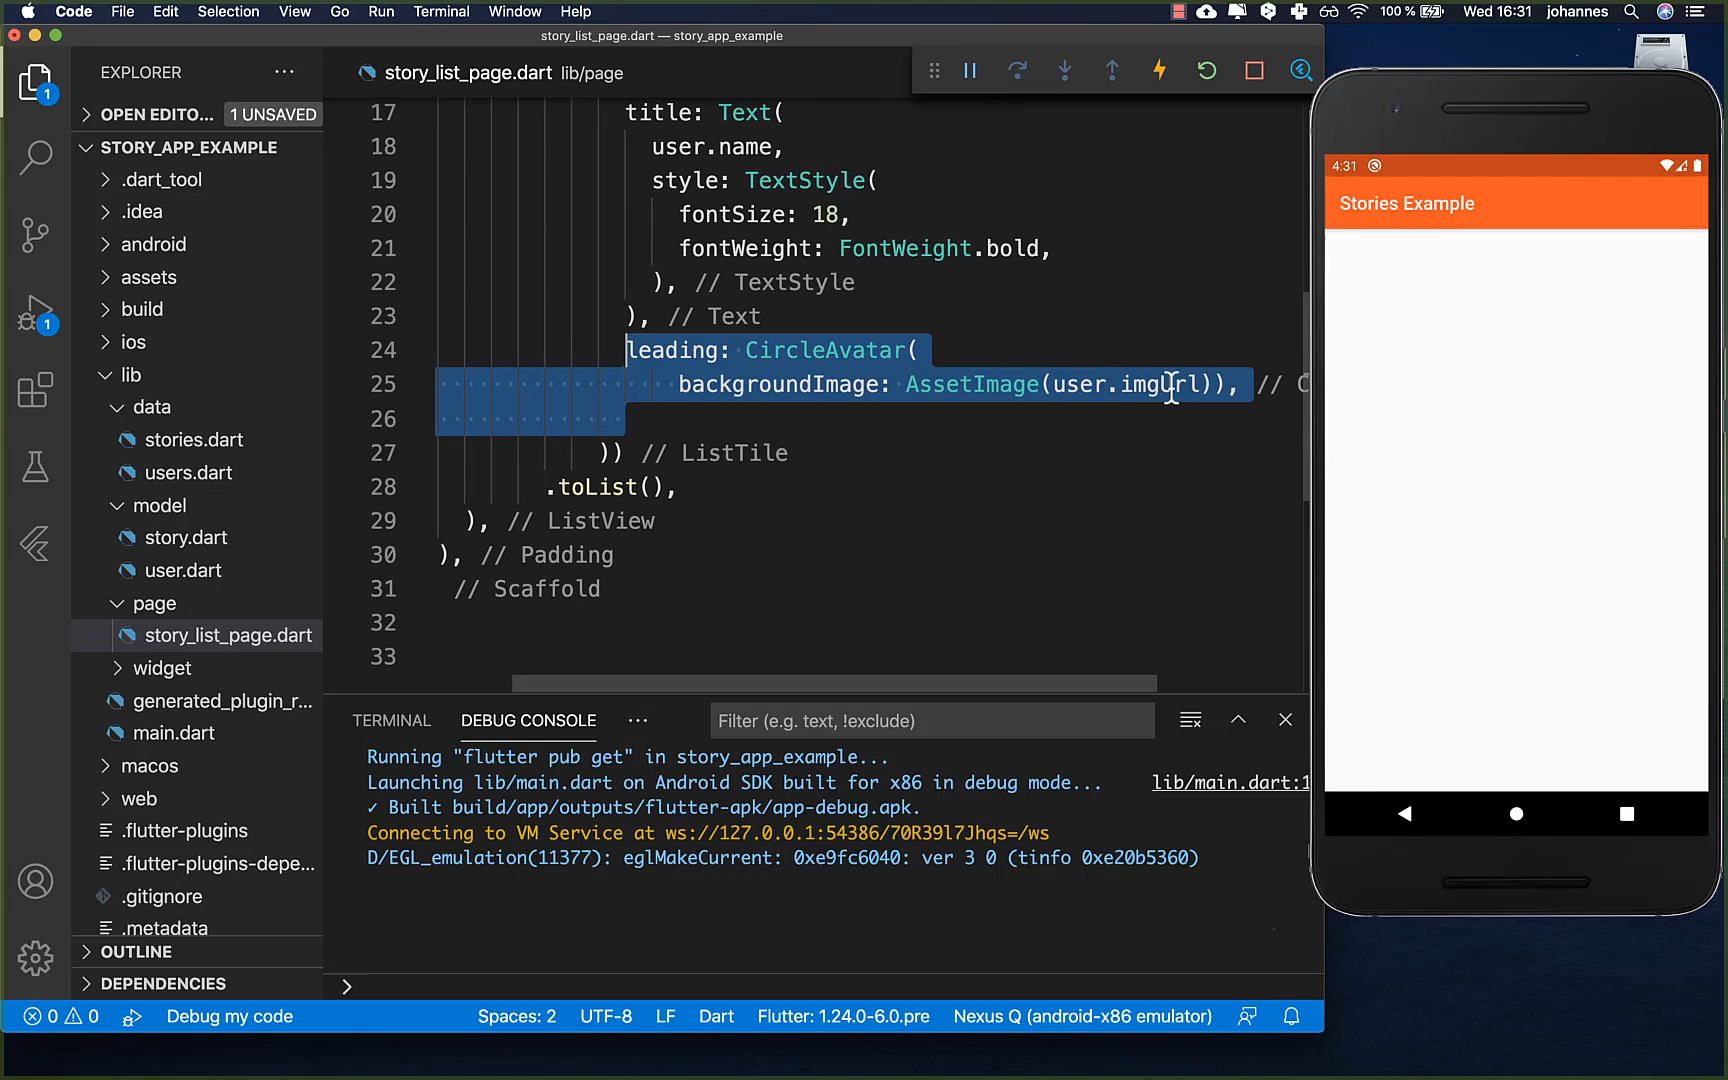 Code File Edit Selection View Go Run Terminal Window Help 100 % Wed 16:31 johannes
story_list_page.dart — story_app_example
EXPLORER ···
story_list_page.dart lib/page
OPEN EDITO... 1 UNSAVED
STORY_APP_EXAMPLE
.dart_tool
.idea
android
assets
build
ios
lib
data
stories.dart
users.dart
model
story.dart
user.dart
page
story_list_page.dart
widget
generated_plugin_r...
main.dart
macos
web
.flutter-plugins
.flutter-plugins-depe...
.gitignore
.metadata
OUTLINE
DEPENDENCIES
1
1
17 title: Text(
18 user.name,
19 style: TextStyle(
20 fontSize: 18,
21 fontWeight: FontWeight.bold,
22 ), // TextStyle
23 ), // Text
24 leading: CircleAvatar(
25 backgroundImage: AssetImage(user.imgUrl)), // C
26
27 )) // ListTile
28 .toList(),
29 ), // ListView
30 ), // Padding
31 // Scaffold
32
33
TERMINAL DEBUG CONSOLE ··· Filter (e.g. text, !exclude)
Running "flutter pub get" in story_app_example...
Launching lib/main.dart on Android SDK built for x86 in debug mode... lib/main.dart:1
✓ Built build/app/outputs/flutter-apk/app-debug.apk.
Connecting to VM Service at ws://127.0.0.1:54386/70R39l7Jhqs=/ws
D/EGL_emulation(11377): eglMakeCurrent: 0xe9fc6040: ver 3 0 (tinfo 0xe20b5360)
0 0 Debug my code Spaces: 2 UTF-8 LF Dart Flutter: 1.24.0-6.0.pre Nexus Q (android-x86 emulator)
4:31
Stories Example